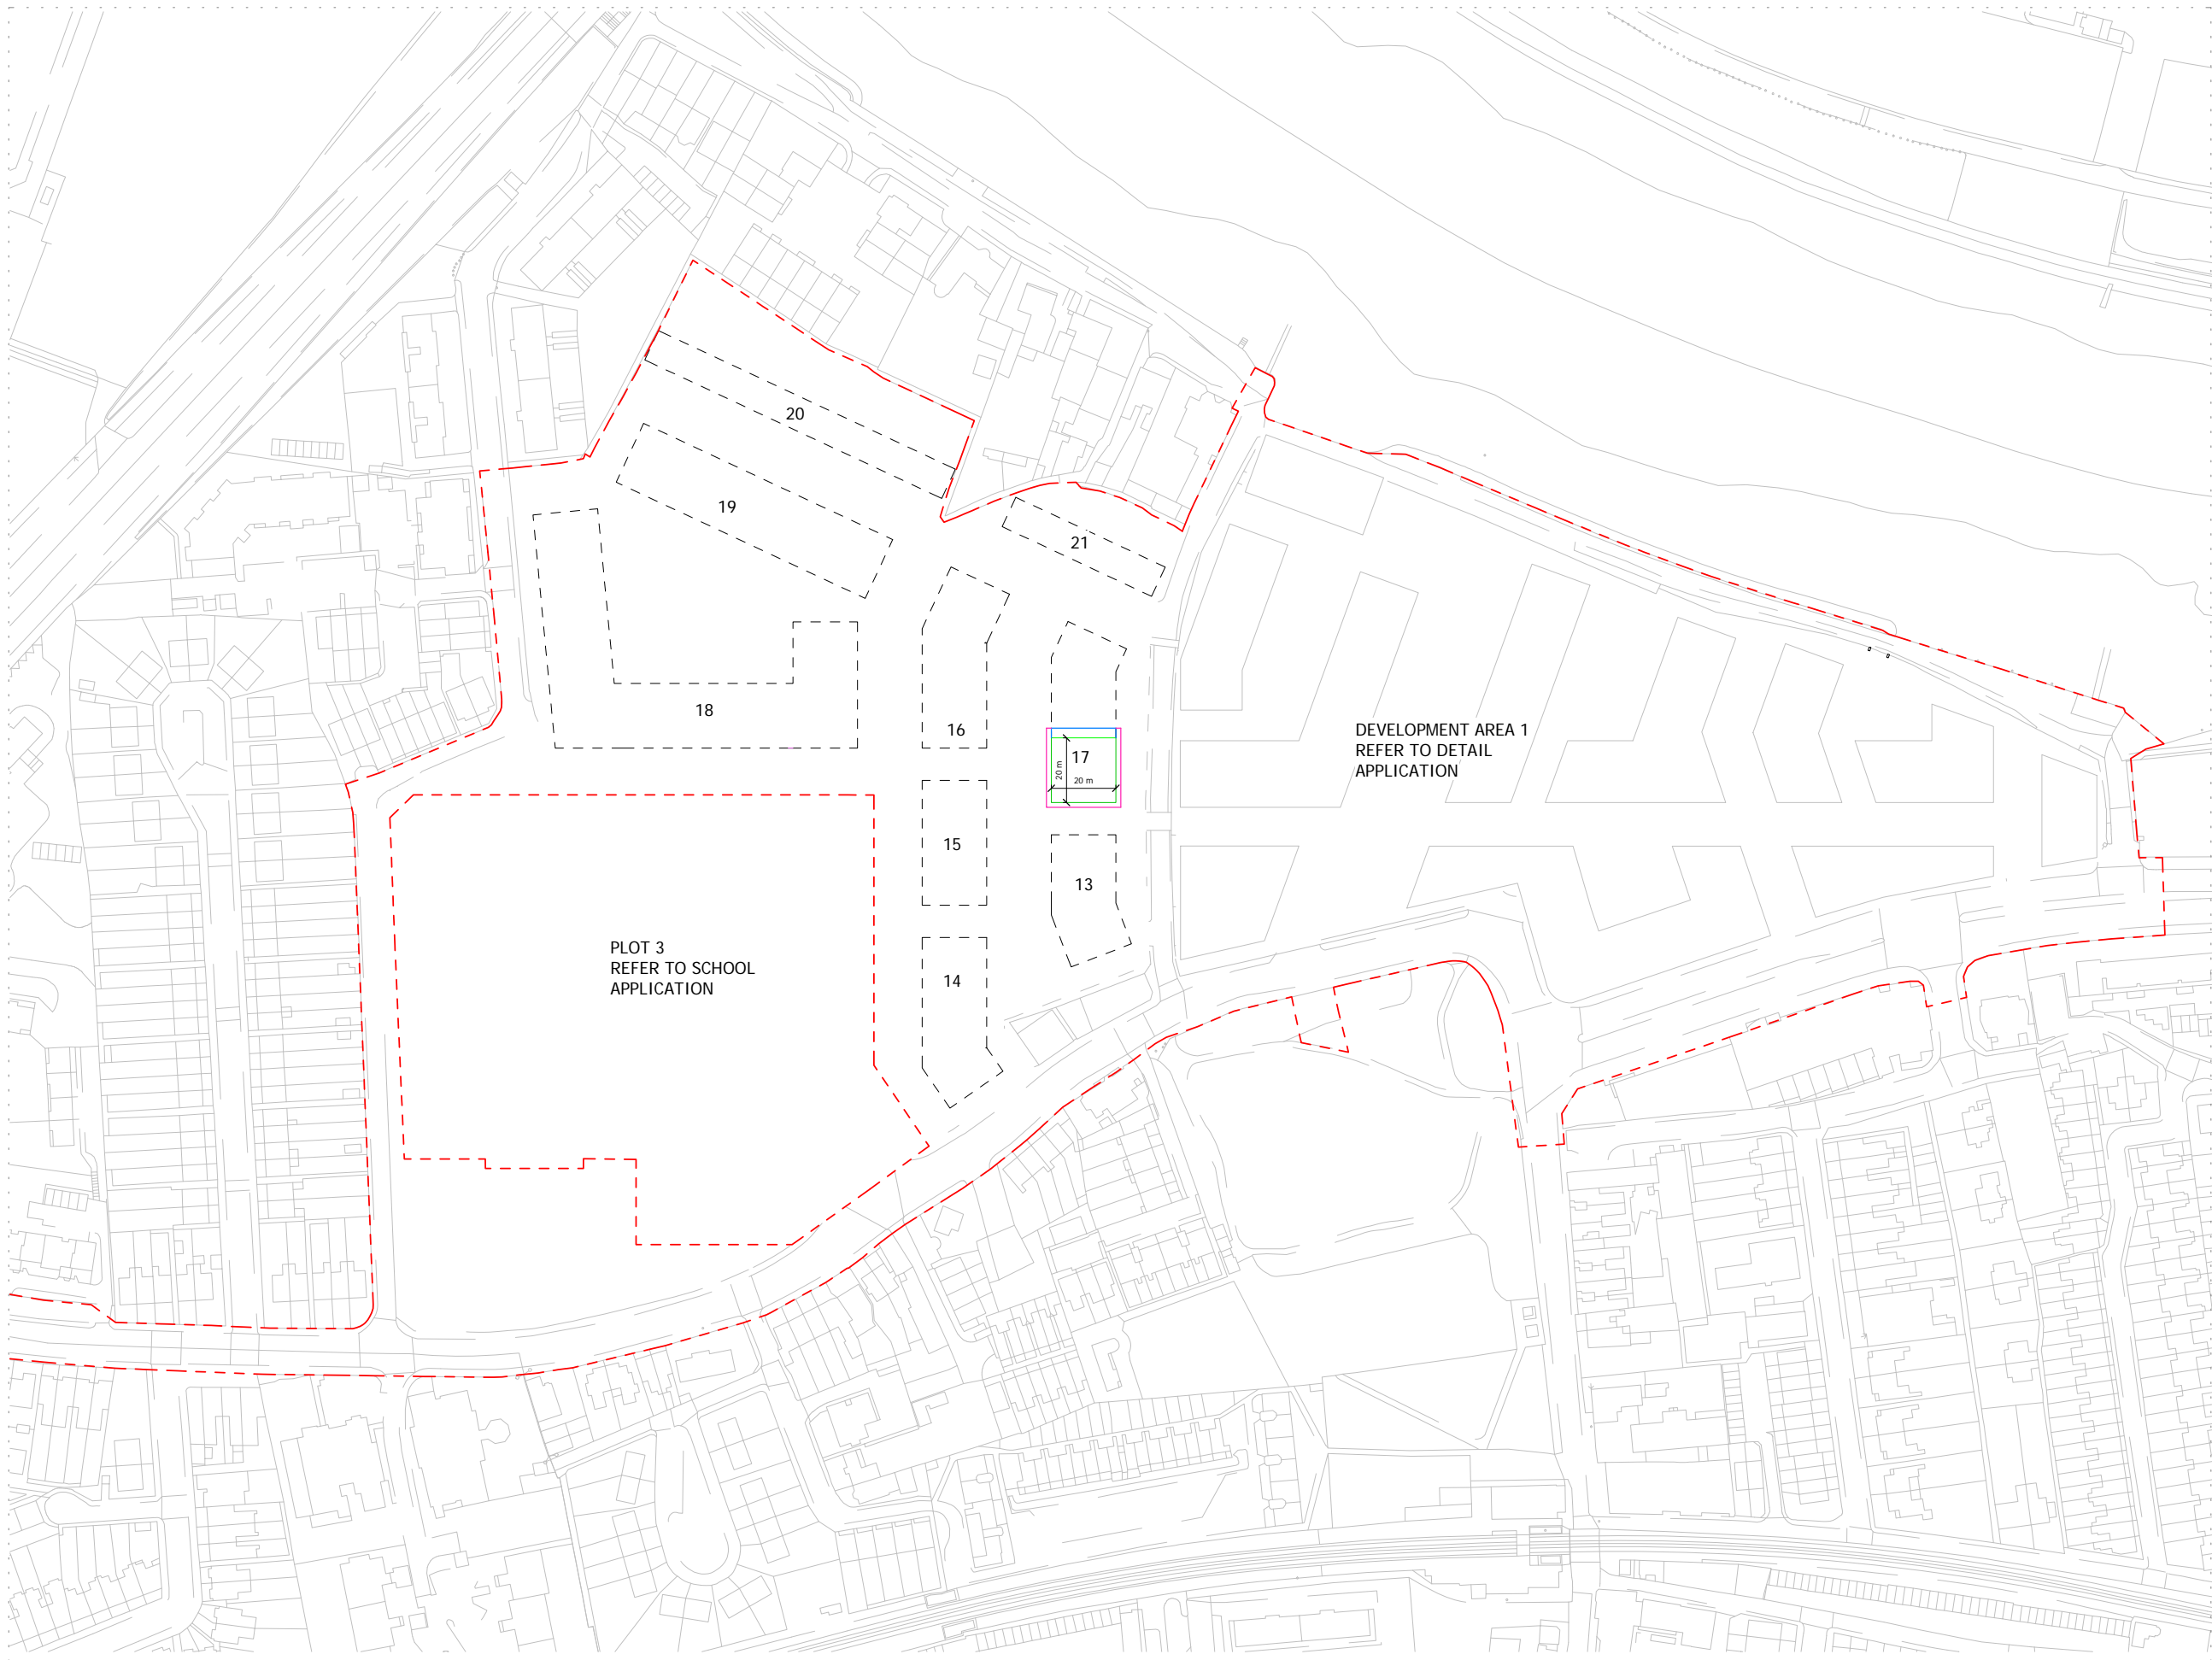 20
19
21
18
16
17
20 m
20 m
DEVELOPMENT AREA 1
REFER TO DETAIL
APPLICATION
15
13
PLOT 3
REFER TO SCHOOL
APPLICATION
14